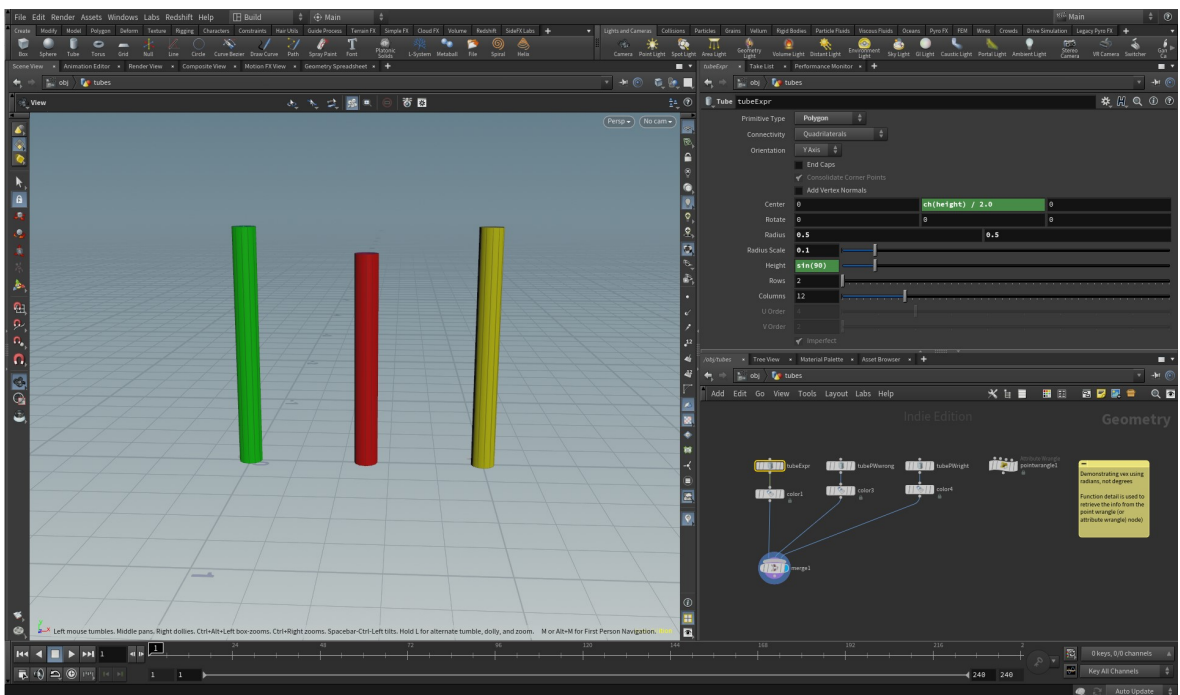 File Edit Render Assets Windows Labs Redshift Help Build Main Main
Create Modify Model Polygon Deform Texture Rigging Characters Constraints Hair Utils Guide Process Terrain FX Simple FX Cloud FX Volume Redshift SideFX Labs
Lights and Cameras Collisions Particles Grains Vellum Rigid Bodies Particle Fluids Viscous Fluids Oceans Pyro FX FEM Wires Crowds Drive Simulation Legacy Pyro FX
Box Sphere Tube Torus Grid Null Line Circle Curve Bezier Draw Curve Path Spray Paint Font Platonic Solids L-System Metaball File Spiral Helix
Camera Point Light Spot Light Area Light Geometry Light Volume Light Distant Light Environment Light Sky Light GI Light Caustic Light Portal Light Ambient Light Stereo Camera VR Camera Switcher
Scene View Animation Editor Render View Composite View Motion FX View Geometry Spreadsheet
tubeExpr Take List Performance Monitor
obj tubes
obj tubes
View
Persp No cam
Tube tubeExpr
Primitive Type Polygon
Connectivity Quadrilaterals
Orientation Y Axis
End Caps
Consolidate Corner Points
Add Vertex Normals
Center 0 ch(height) / 2.0 0
Rotate 0 0 0
Radius 0.5 0.5
Radius Scale 0.1
Height sin(90)
Rows 2
Columns 12
U Order 4
V Order
Imperfect
/obj/tubes Tree View Material Palette Asset Browser
obj tubes
Add Edit Go View Tools Layout Labs Help
Indie Edition Geometry
tubeExpr
tubePWwrong
tubePWright
Attribute Wrangle
pointwrangle1
color1
color3
color4
merge1
Demonstrating vex using
radians, not degrees
Function detail is used to
retrieve the info from the
point wrangle (or
attribute wrangle( node)
Left mouse tumbles. Middle pans. Right dollies. Ctrl+Alt+Left box-zooms. Ctrl+Right zooms. Spacebar-Ctrl-Left tilts. Hold L for alternate tumble, dolly, and zoom. M or Alt+M for First Person Navigation.
1 1 24 48 72 96 120 144 168 192 216 2
0 keys, 0/0 channels
1 1 240 240
Key All Channels
Auto Update